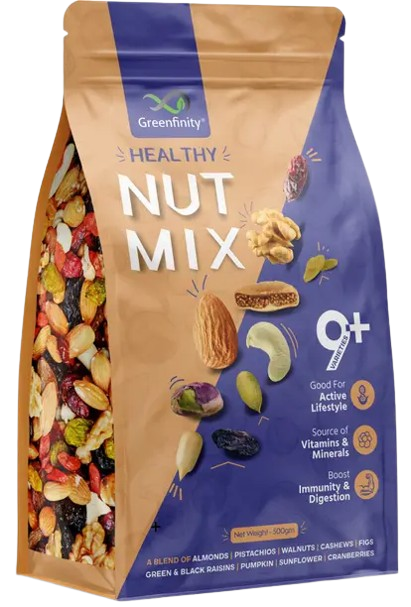 Greenfinity®
HEALTHY
NUT
MIX
9+
VARIETIES
Good For
Active
Lifestyle
Source of
Vitamins &
Minerals
Boost
Immunity &
Digestion
Net Weight - 500gm
A BLEND OF ALMONDS | PISTACHIOS | WALNUTS | CASHEWS | FIGS
GREEN & BLACK RAISINS | PUMPKIN | SUNFLOWER | CRANBERRIES